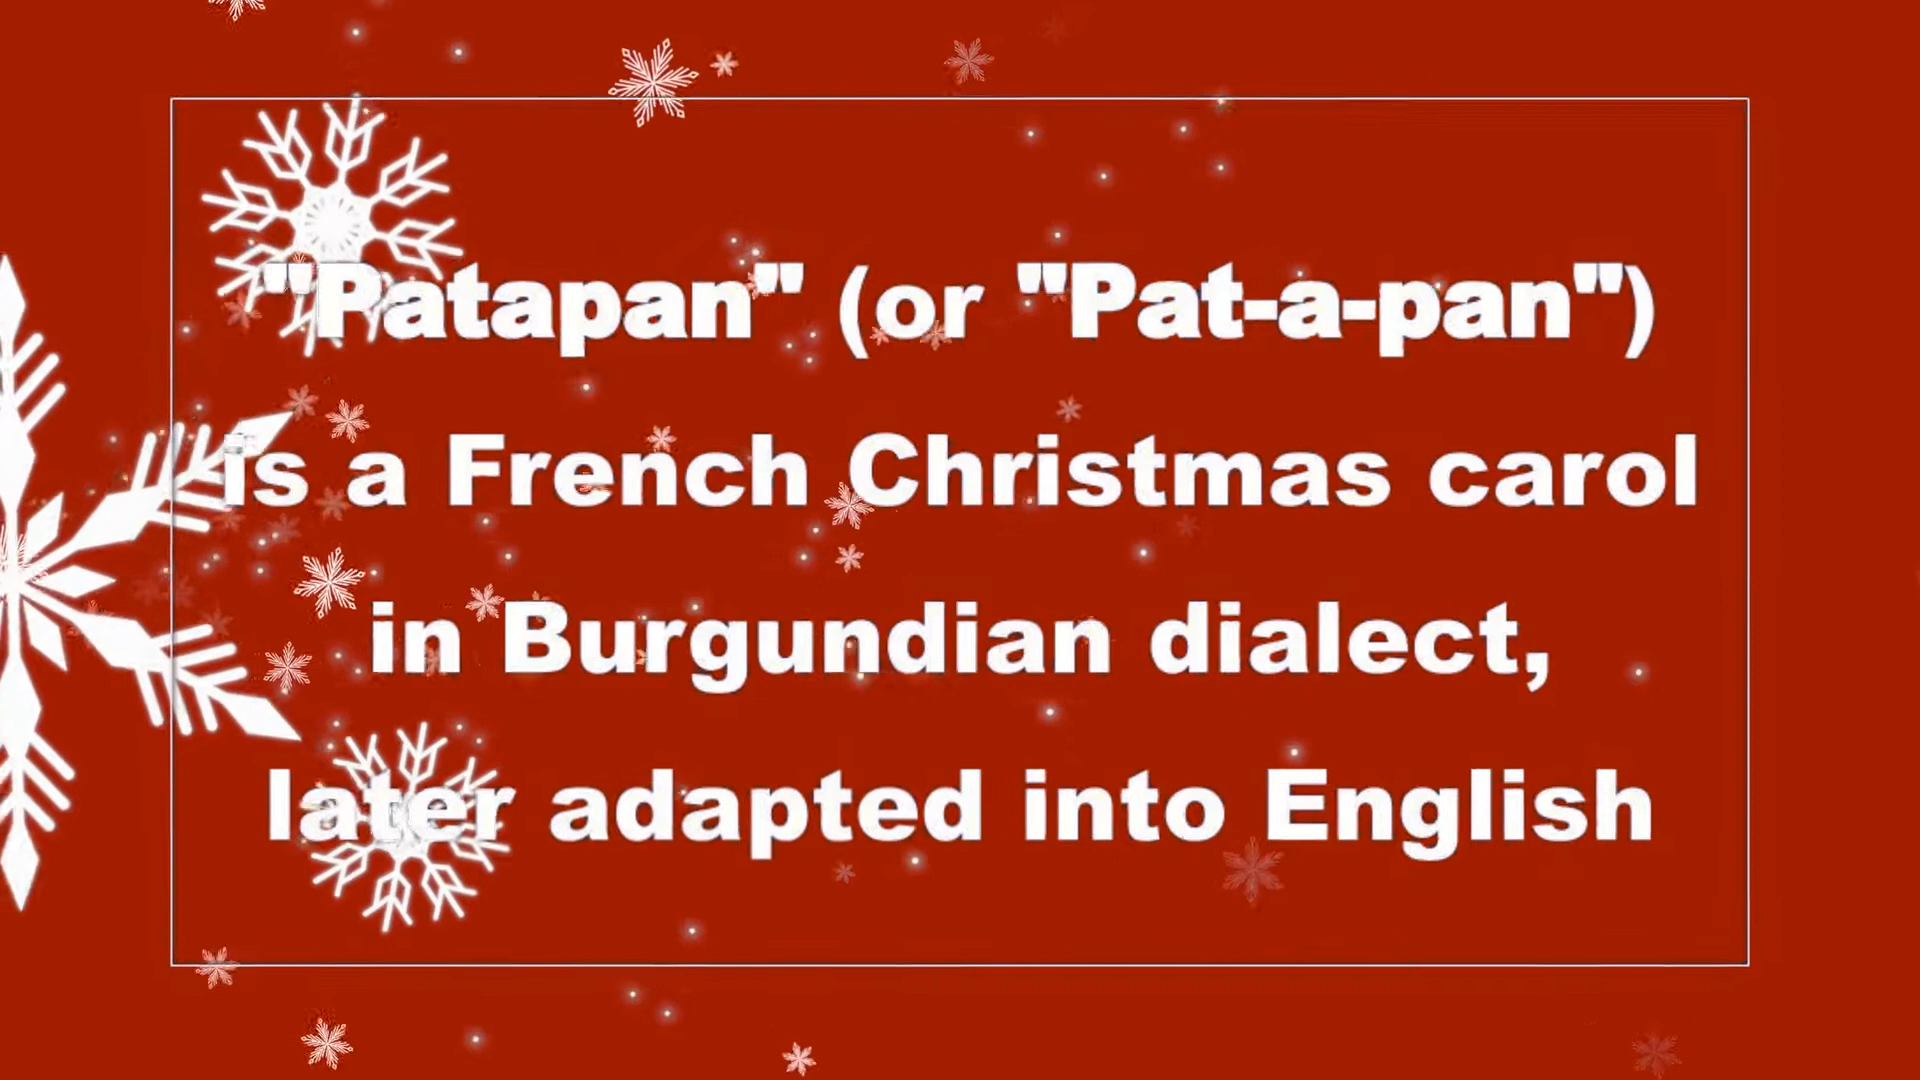 "Patapan" (or "Pat-a-pan")
is a French Christmas carol
in Burgundian dialect,
later adapted into English